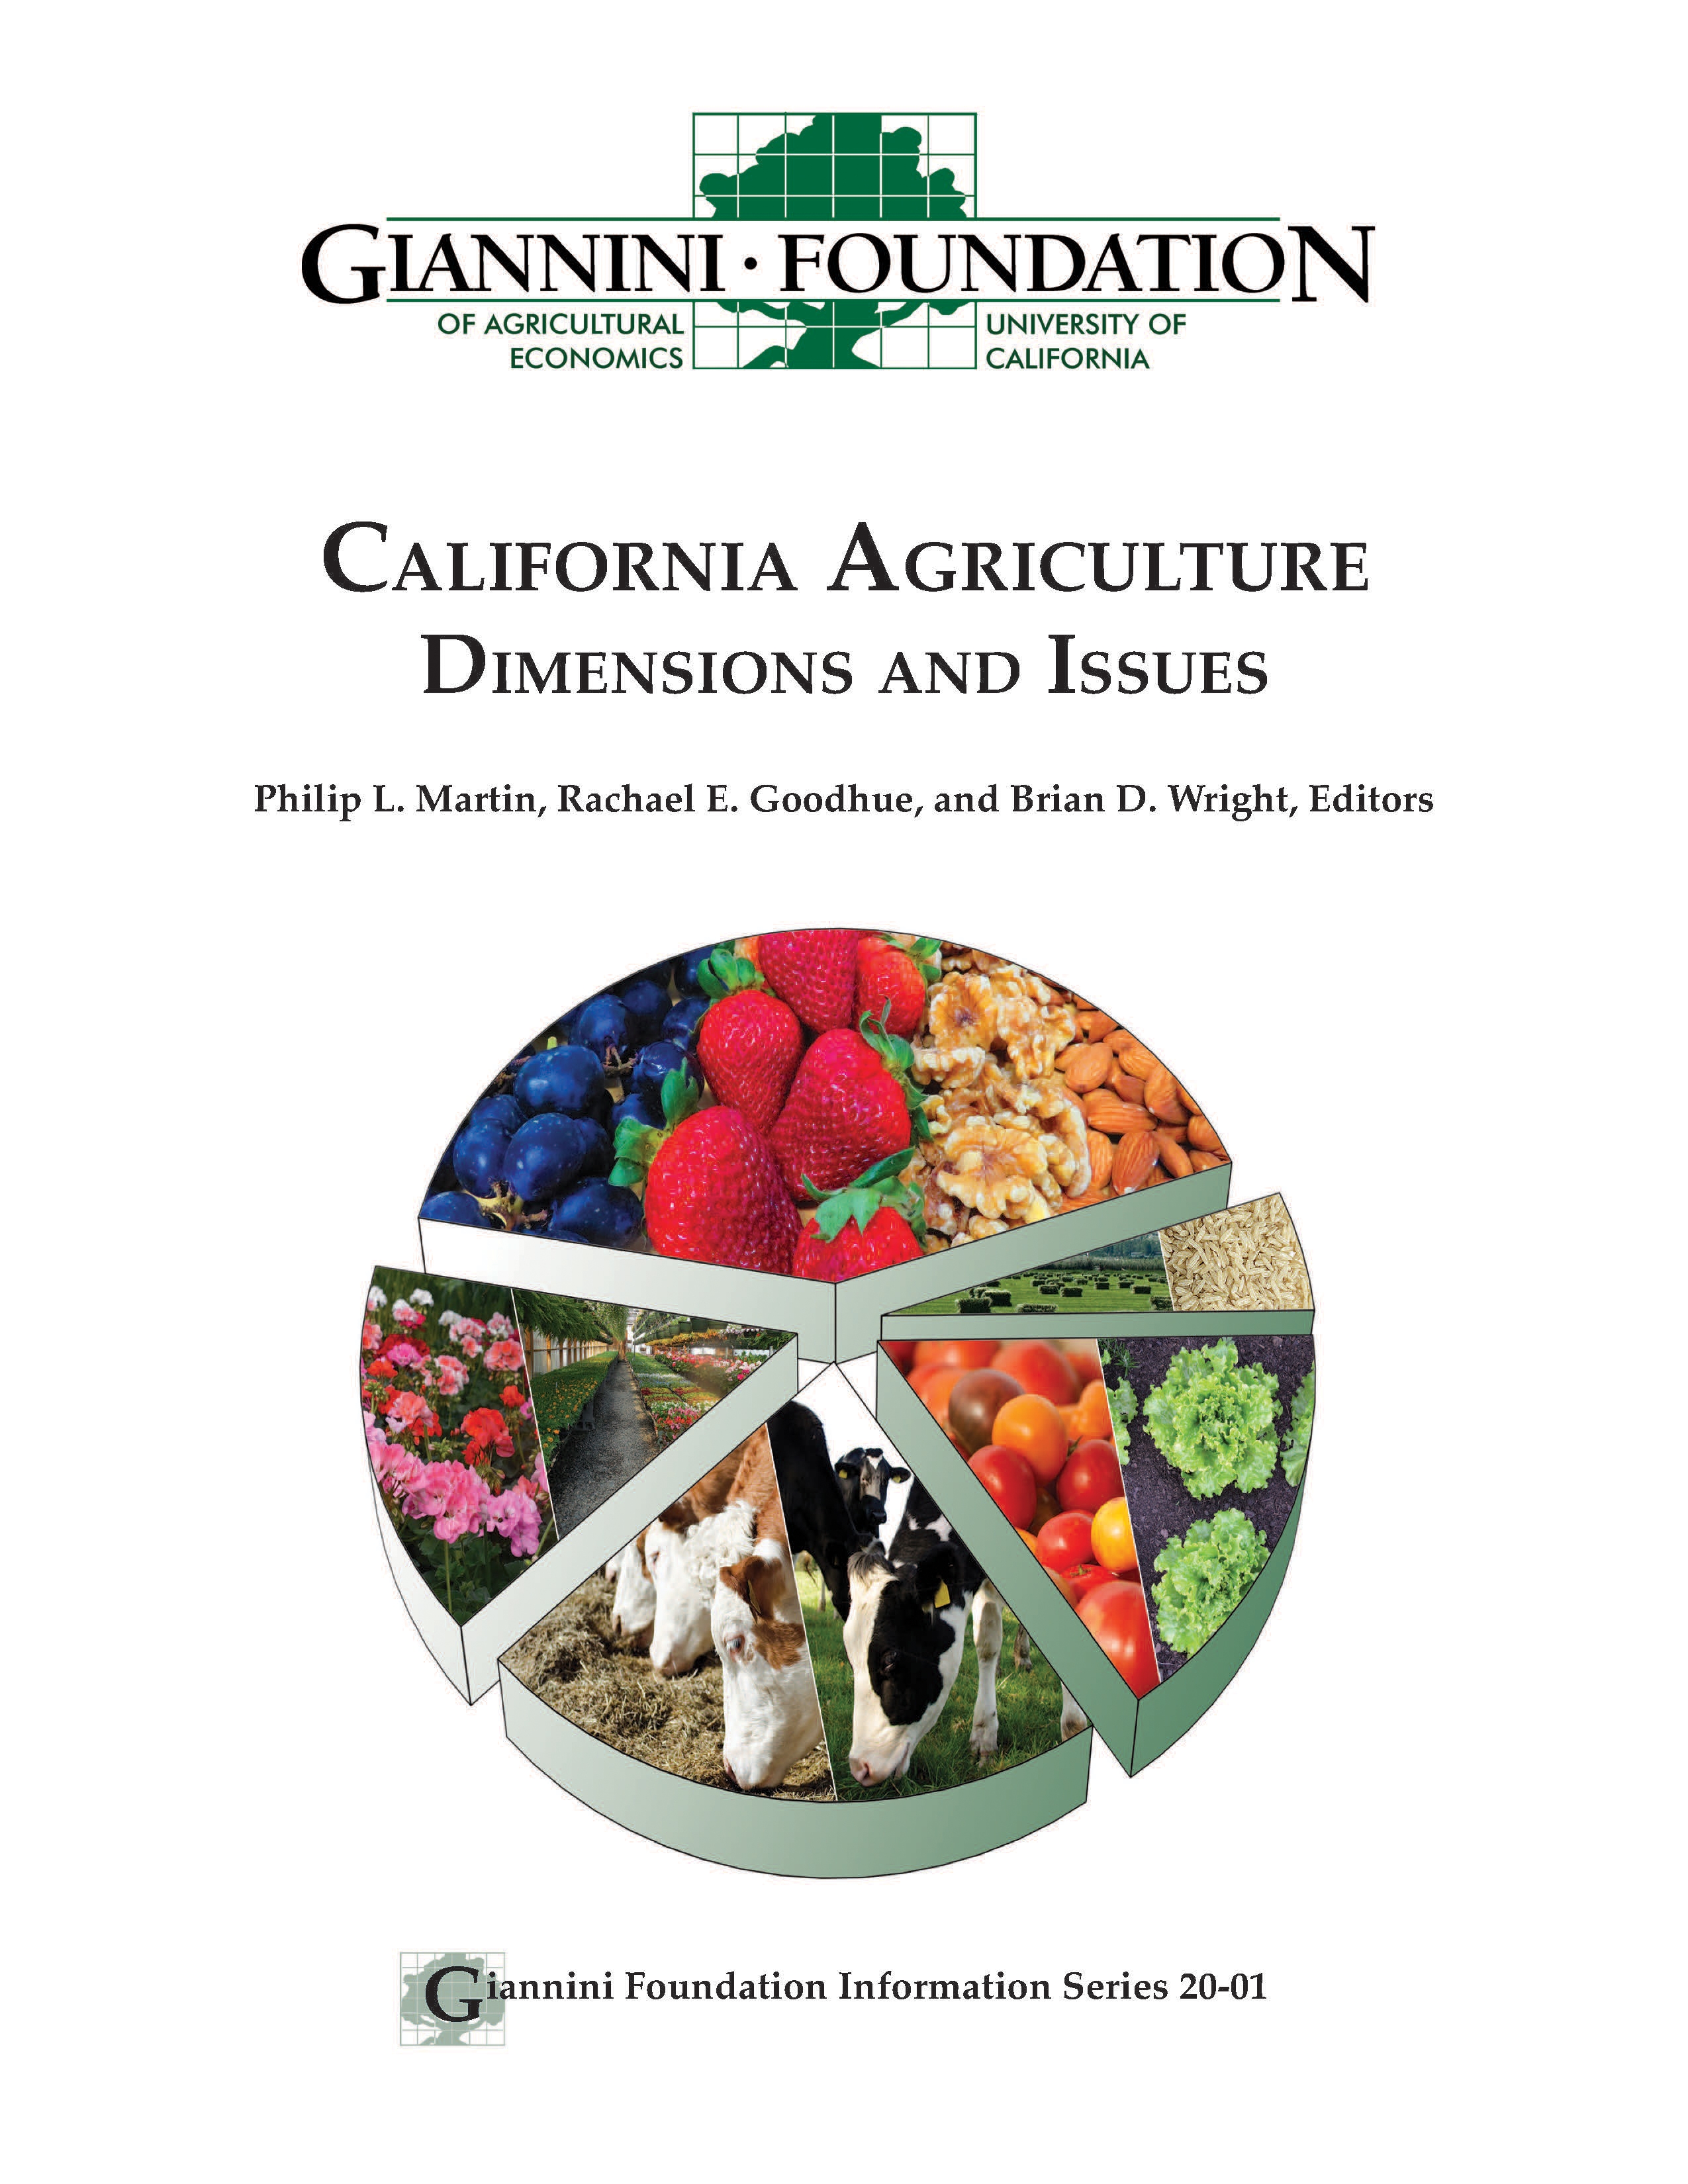 GIANNINI · FOUNDATION
OF AGRICULTURAL ECONOMICS
UNIVERSITY OF CALIFORNIA
CALIFORNIA AGRICULTURE
DIMENSIONS AND ISSUES
Philip L. Martin, Rachael E. Goodhue, and Brian D. Wright, Editors
Giannini Foundation Information Series 20-01